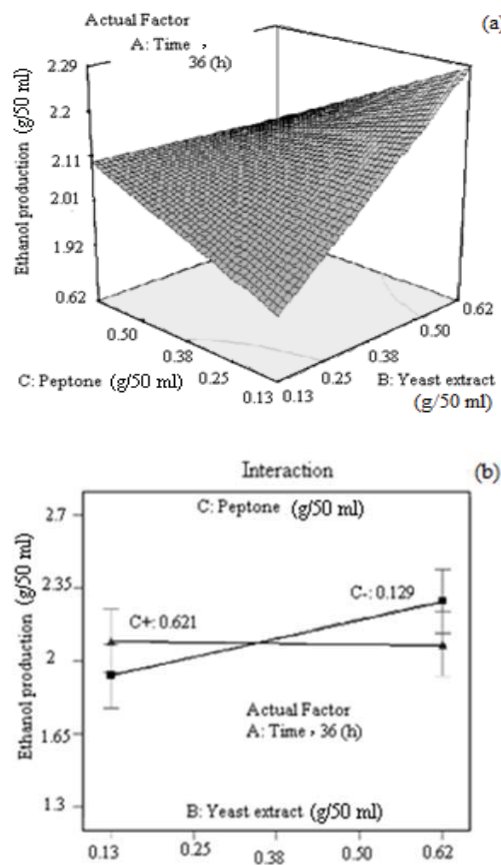 Actual Factor
A: Time , 36 (h)
(a)
Ethanol production (g/50 ml)
2.29
2.2
2.11
2.01
1.92
0.62
0.50
0.38
0.25
0.13
C: Peptone (g/50 ml)
0.13
0.25
0.38
0.50
0.62
B: Yeast extract
(g/50 ml)
Interaction
(b)
C: Peptone (g/50 ml)
Ethanol production (g/50 ml)
2.7
2.35
2
1.65
1.3
C+: 0.621
C-: 0.129
Actual Factor
A: Time , 36 (h)
B: Yeast extract (g/50 ml)
0.13
0.25
0.38
0.50
0.62